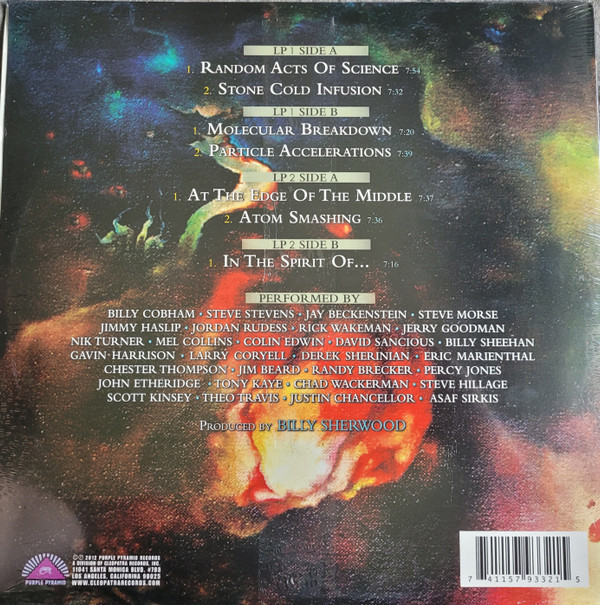 LP 1 SIDE A
1. RANDOM ACTS OF SCIENCE 7:54
2. STONE COLD INFUSION 7:32
LP 1 SIDE B
1. MOLECULAR BREAKDOWN 7:20
2. PARTICLE ACCELERATIONS 7:39
LP 2 SIDE A
1. AT THE EDGE OF THE MIDDLE 7:37
2. ATOM SMASHING 7:36
LP 2 SIDE B
1. IN THE SPIRIT OF... 7:16
PERFORMED BY
BILLY COBHAM · STEVE STEVENS · JAY BECKENSTEIN · STEVE MORSE
JIMMY HASLIP · JORDAN RUDESS · RICK WAKEMAN · JERRY GOODMAN
NIK TURNER · MEL COLLINS · COLIN EDWIN · DAVID SANCIOUS · BILLY SHEEHAN
GAVIN HARRISON · LARRY CORYELL · DEREK SHERINIAN · ERIC MARIENTHAL
CHESTER THOMPSON · JIM BEARD · RANDY BRECKER · PERCY JONES
JOHN ETHERIDGE · TONY KAYE · CHAD WACKERMAN · STEVE HILLAGE
SCOTT KINSEY · THEO TRAVIS · JUSTIN CHANCELLOR · ASAF SIRKIS
PRODUCED BY BILLY SHERWOOD
PURPLE PYRAMID
©℗ 2012 PURPLE PYRAMID RECORDS
A DIVISION OF CLEOPATRA RECORDS, INC.
11041 SANTA MONICA BLVD. #703
LOS ANGELES, CALIFORINA 90025
WWW.CLEOPATRARECORDS.COM
7 41157 93321 5